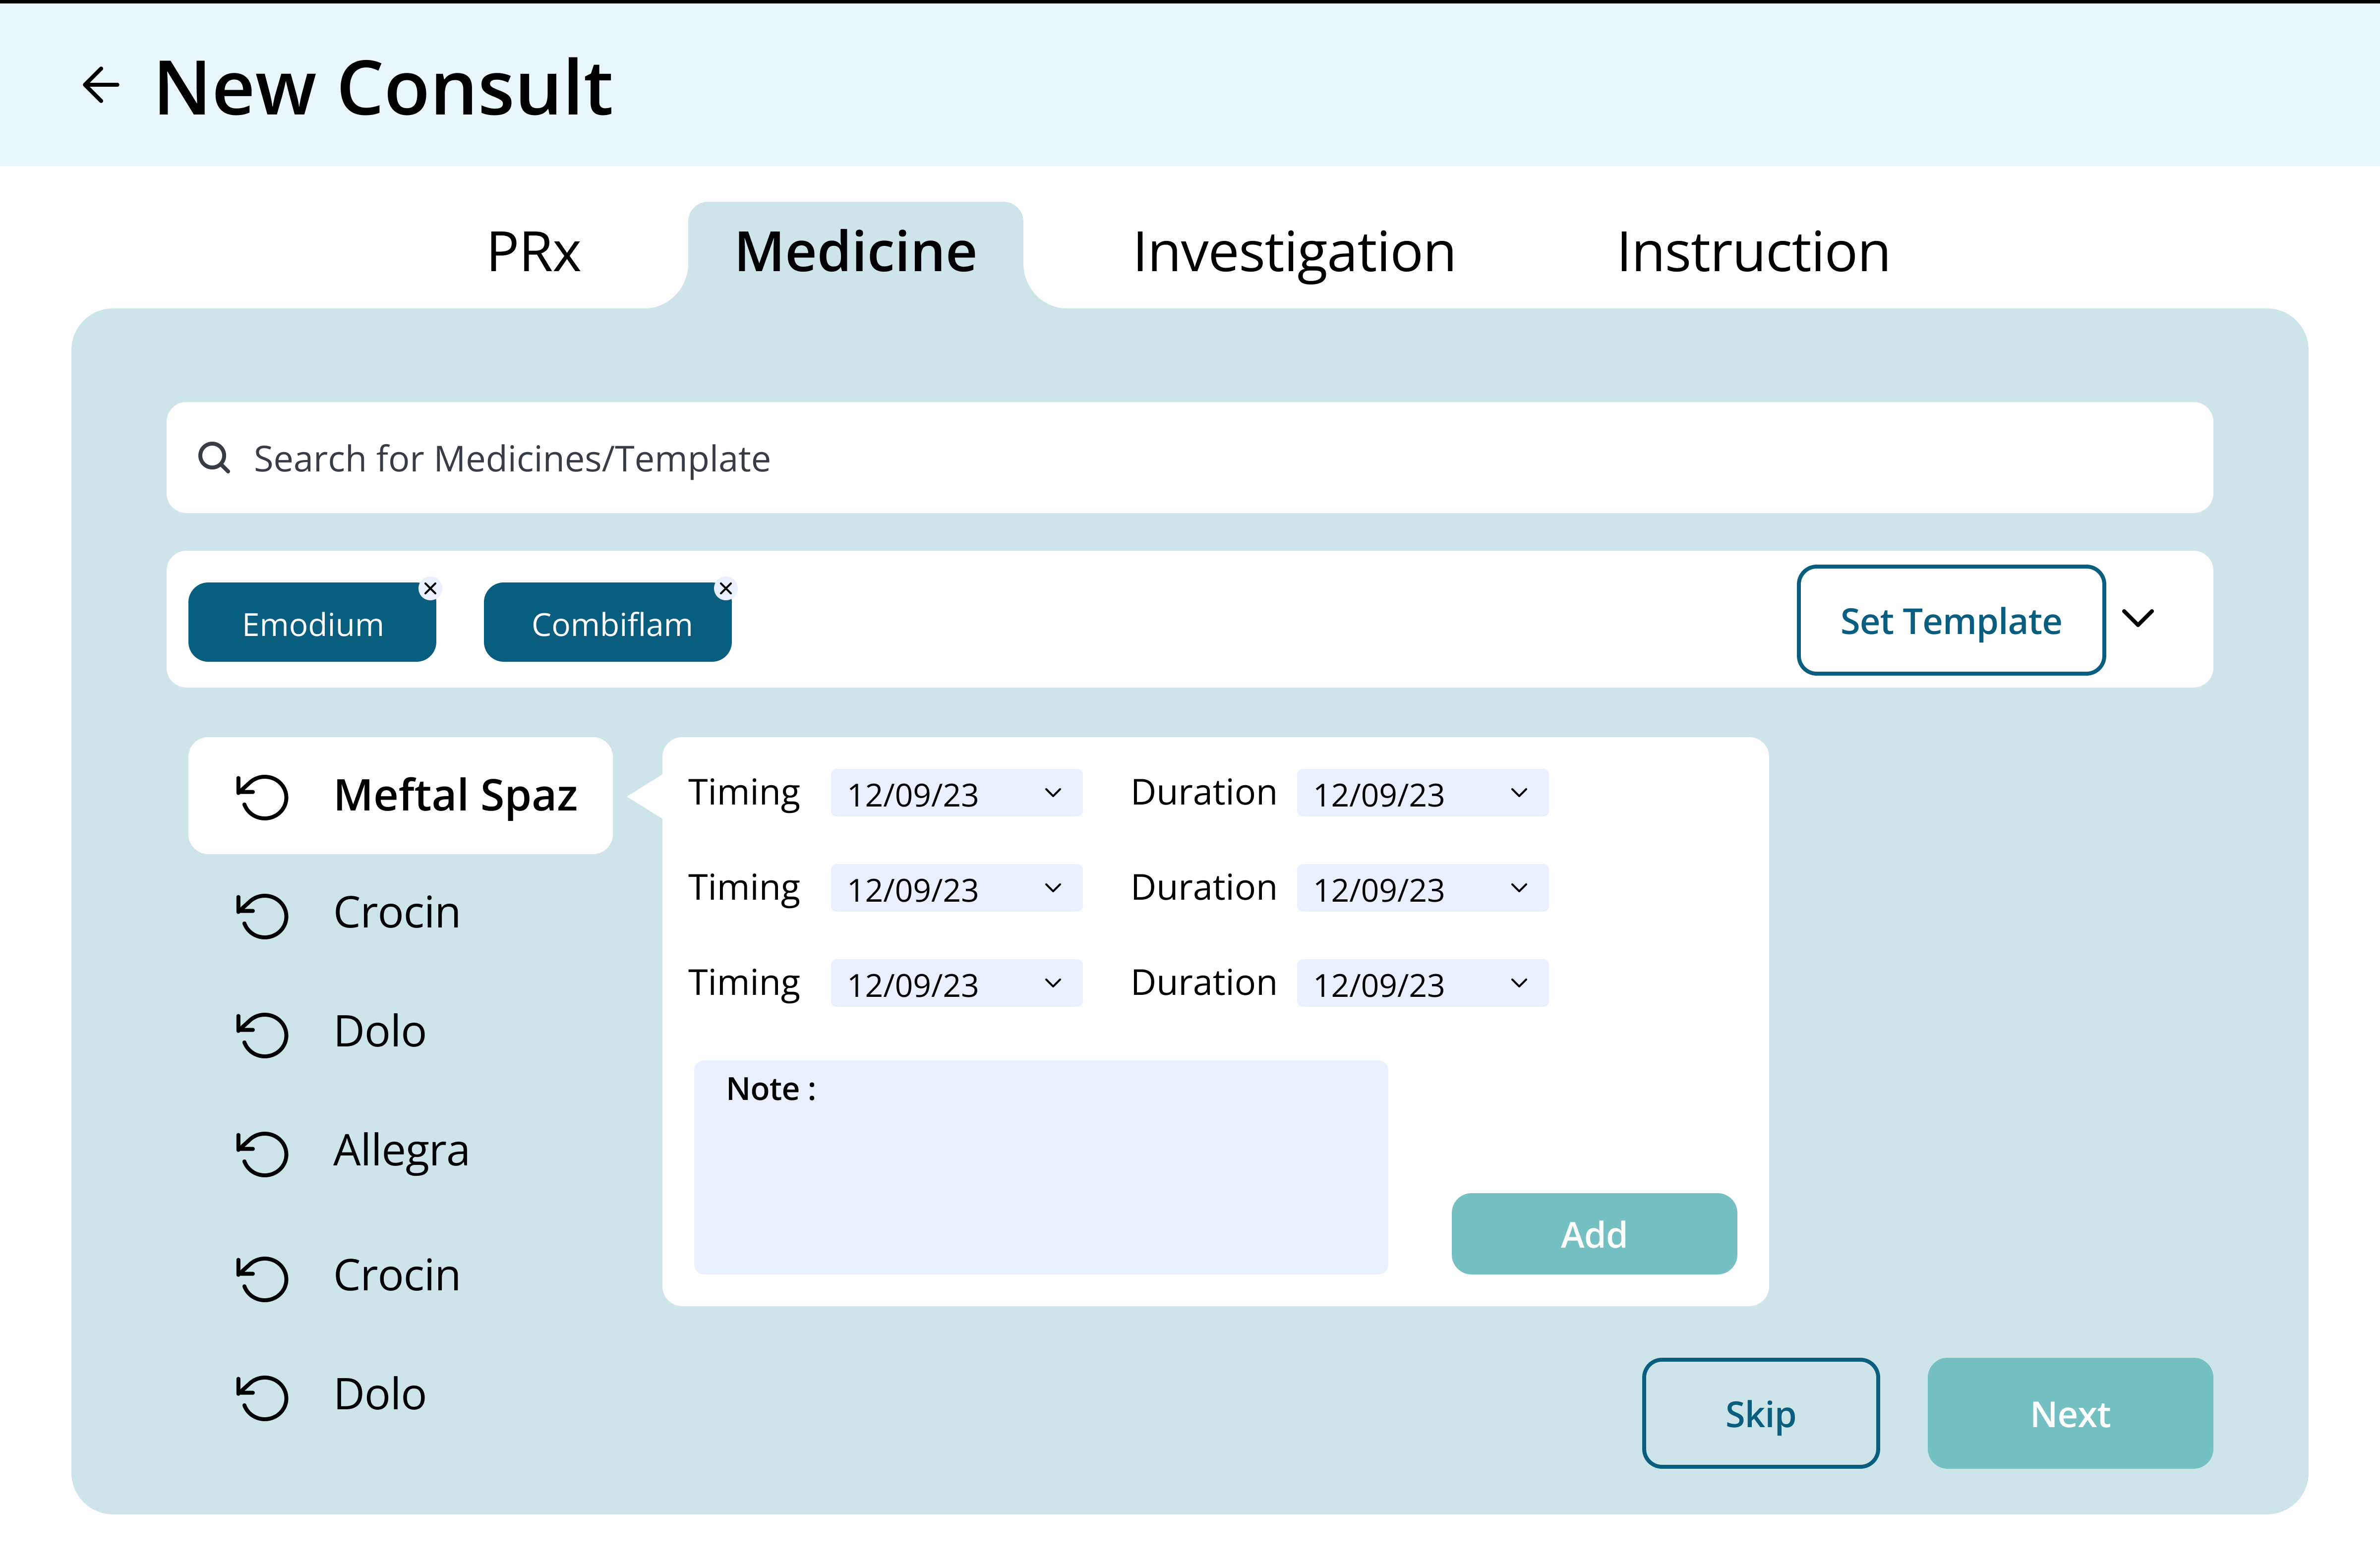 New Consult
PRx Medicine Investigation Instruction
Search for Medicines/Template
Emodium Combiflam Set Template
Meftal Spaz
Timing 12/09/23 Duration 12/09/23
Crocin
Timing 12/09/23 Duration 12/09/23
Timing 12/09/23 Duration 12/09/23
Dolo
Note :
Allegra
Add
Crocin
Dolo
Skip Next